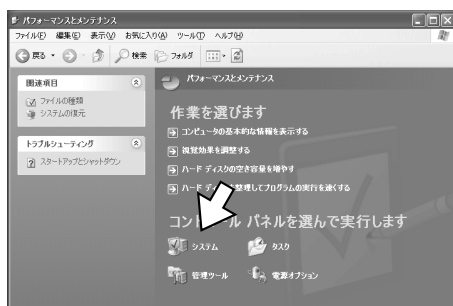 パフォーマンスとメンテナンス
ファイル(F) 編集(E) 表示(V) お気に入り(A) ツール(T) ヘルプ(H)
戻る 検索 フォルダ
関連項目
ファイルの種類
システムの復元
トラブルシューティング
スタートアップとシャットダウン
パフォーマンスとメンテナンス
作業を選びます
コンピュータの基本的な情報を表示する
視覚効果を調整する
ハード ディスクの空き容量を増やす
ハード ディ 整理してプログラムの実行を速くする
コント ル パネルを選んで実行します
システム タスク
管理ツール 電源オプション